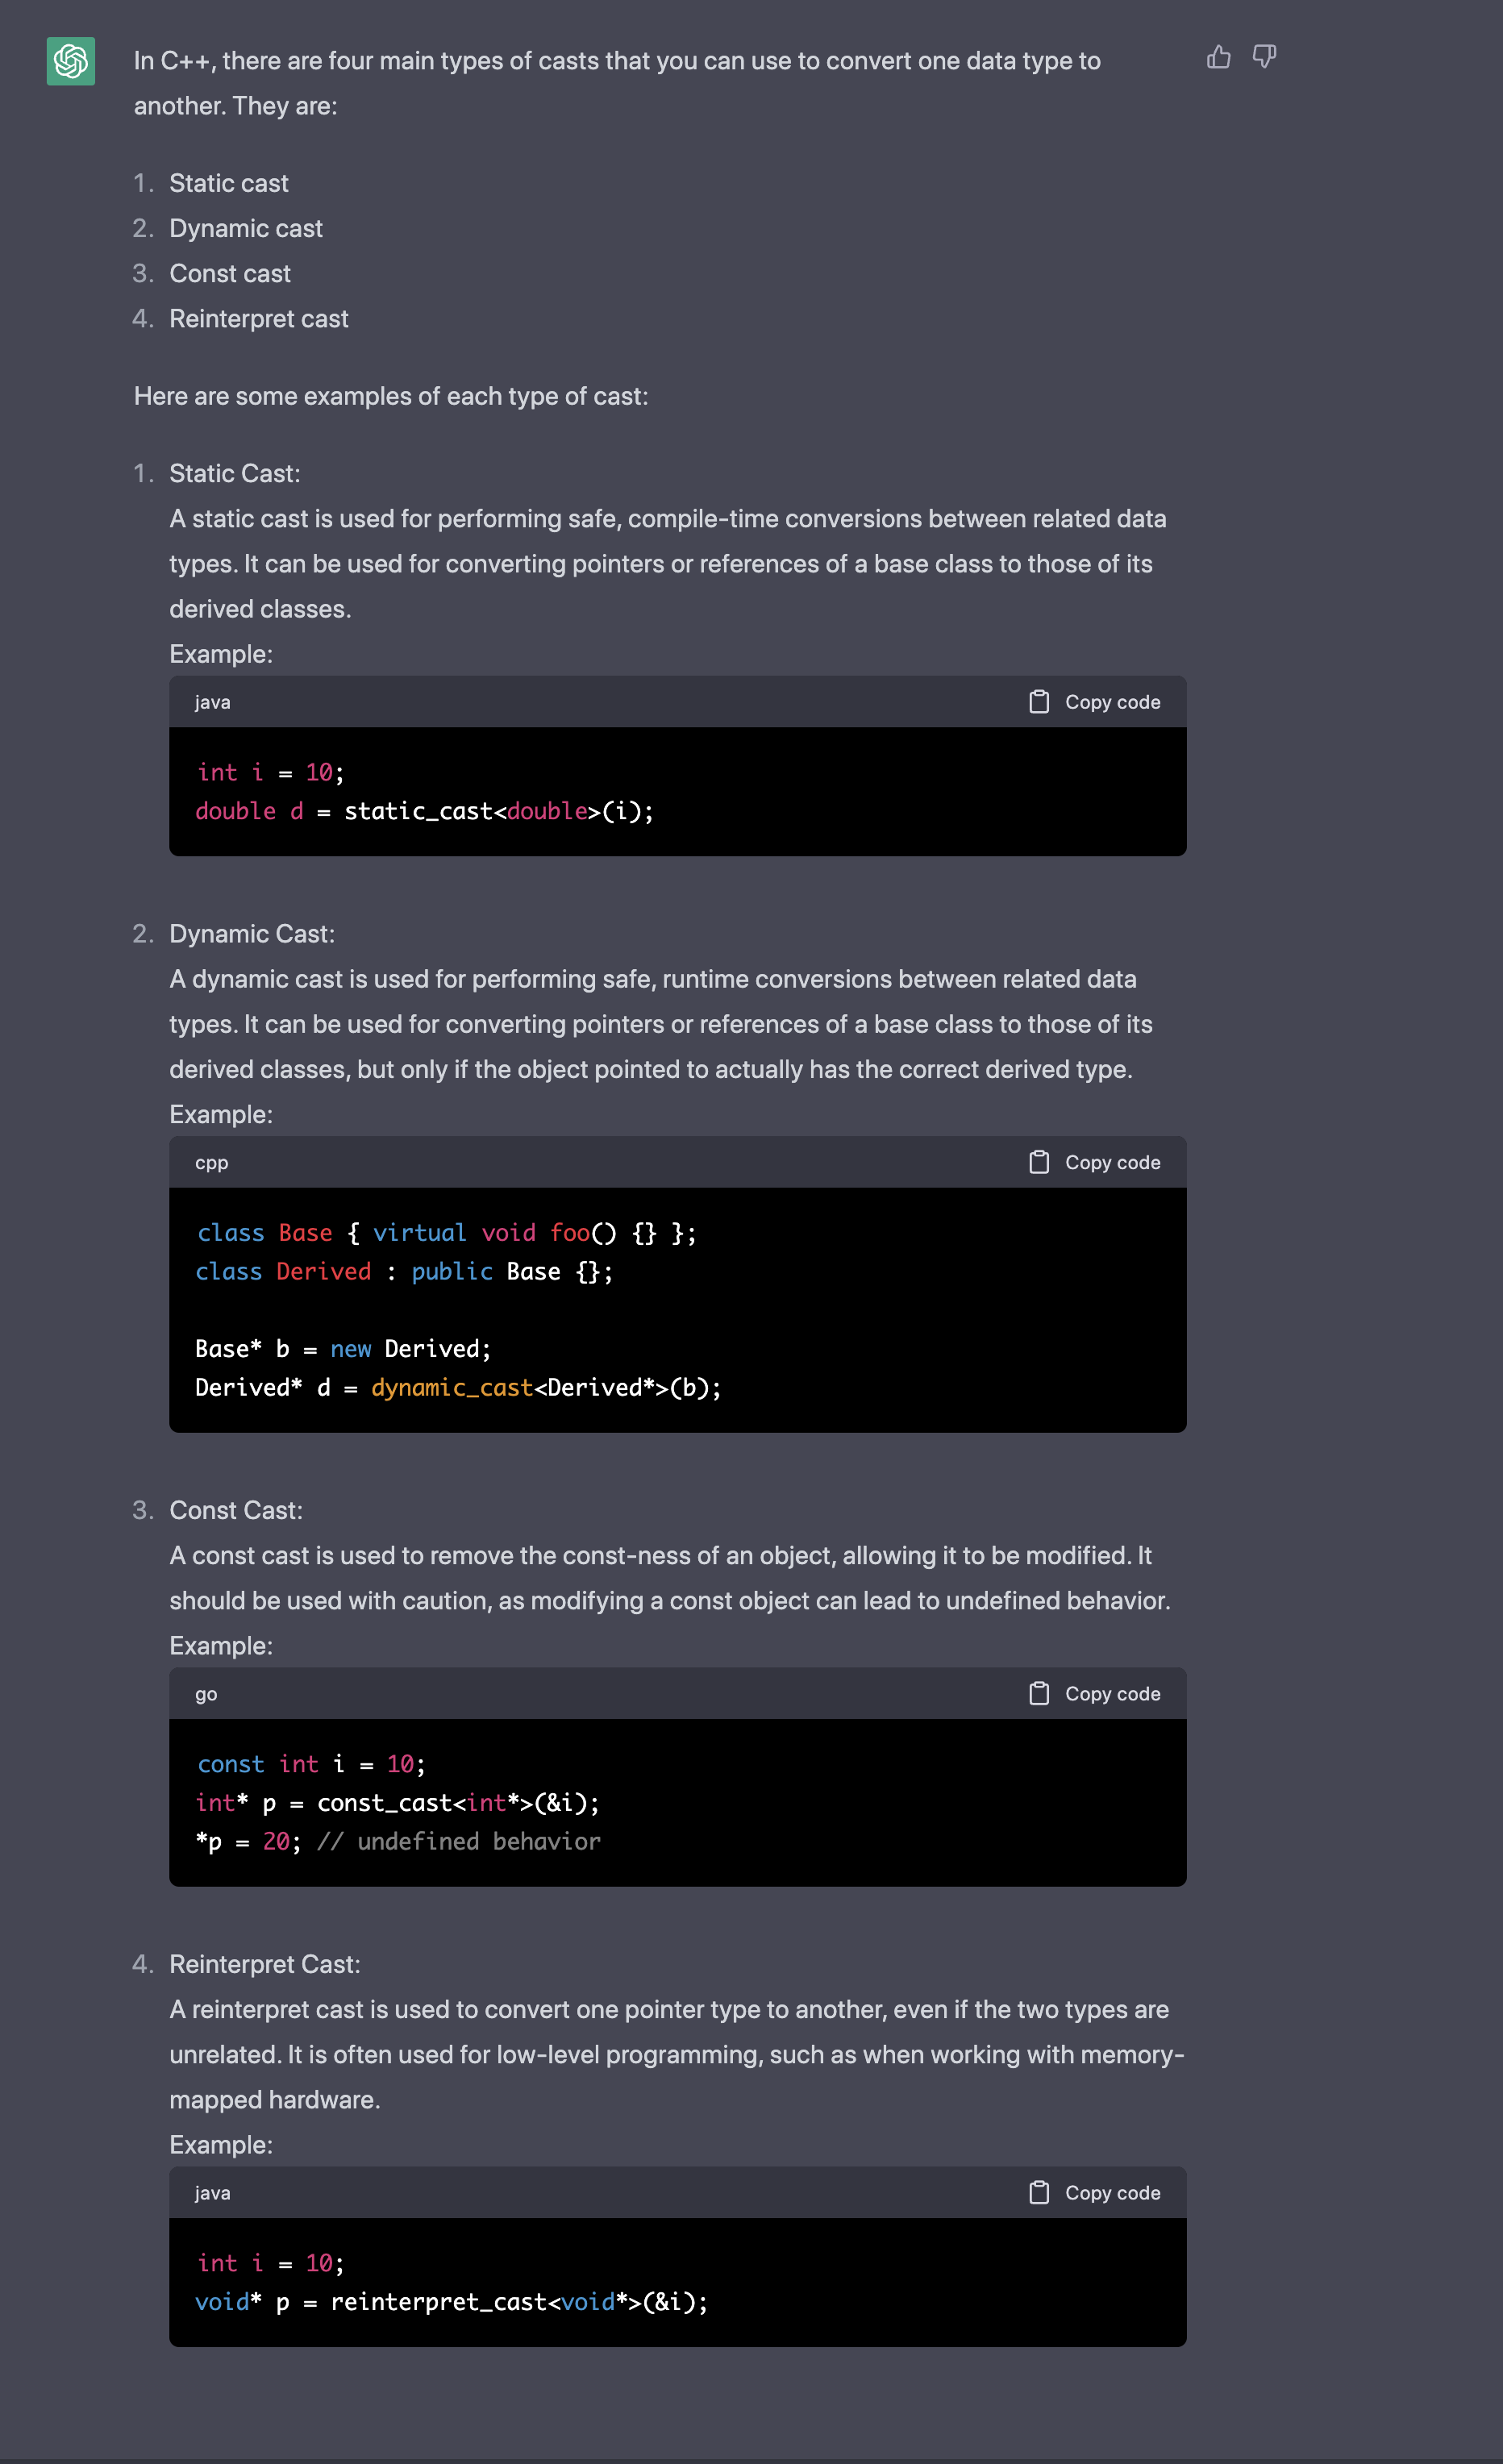 In C++, there are four main types of casts that you can use to convert one data type to
another. They are:
1. Static cast
2. Dynamic cast
3. Const cast
4. Reinterpret cast
Here are some examples of each type of cast:
1. Static Cast:
A static cast is used for performing safe, compile-time conversions between related data
types. It can be used for converting pointers or references of a base class to those of its
derived classes.
Example:
java Copy code
int i = 10;
double d = static_cast<double>(i);
2. Dynamic Cast:
A dynamic cast is used for performing safe, runtime conversions between related data
types. It can be used for converting pointers or references of a base class to those of its
derived classes, but only if the object pointed to actually has the correct derived type.
Example:
cpp Copy code
class Base { virtual void foo() {} };
class Derived : public Base {};
Base* b = new Derived;
Derived* d = dynamic_cast<Derived*>(b);
3. Const Cast:
A const cast is used to remove the const-ness of an object, allowing it to be modified. It
should be used with caution, as modifying a const object can lead to undefined behavior.
Example:
go Copy code
const int i = 10;
int* p = const_cast<int*>(&i);
*p = 20; // undefined behavior
4. Reinterpret Cast:
A reinterpret cast is used to convert one pointer type to another, even if the two types are
unrelated. It is often used for low-level programming, such as when working with memory-
mapped hardware.
Example:
java Copy code
int i = 10;
void* p = reinterpret_cast<void*>(&i);